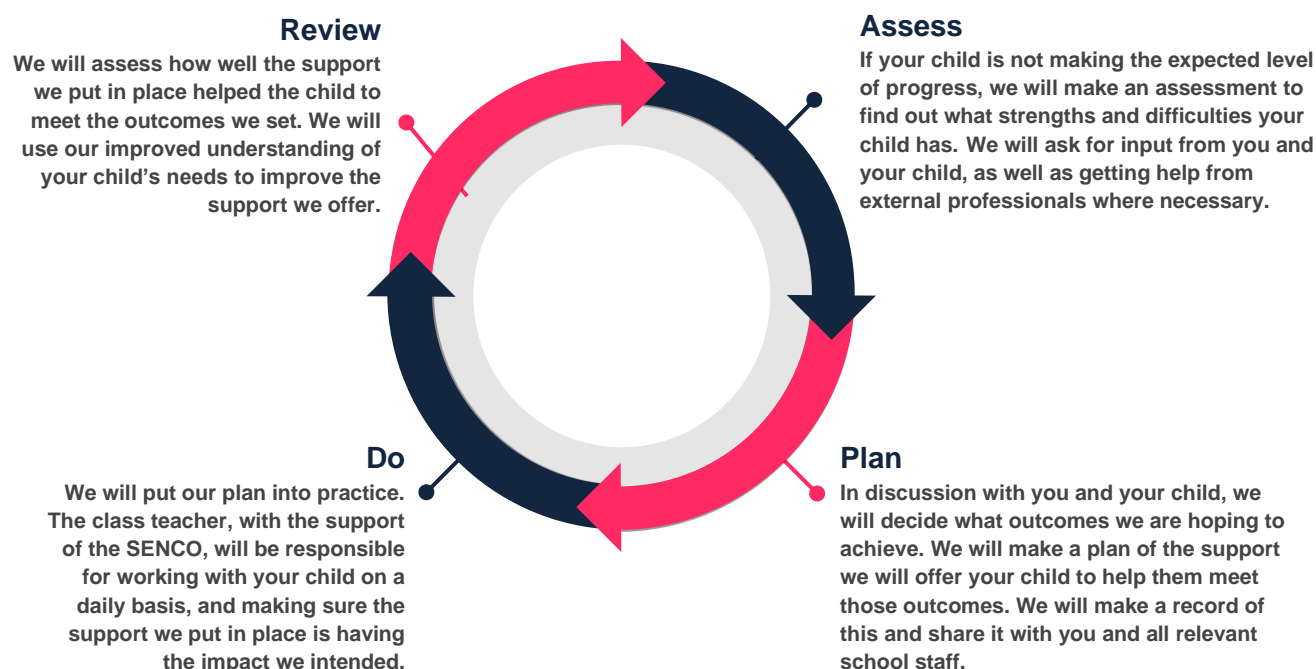 Review
We will assess how well the support
we put in place helped the child to
meet the outcomes we set. We will
use our improved understanding of
your child’s needs to improve the
support we offer.
Assess
If your child is not making the expected level
of progress, we will make an assessment to
find out what strengths and difficulties your
child has. We will ask for input from you and
your child, as well as getting help from
external professionals where necessary.
Do
We will put our plan into practice.
The class teacher, with the support
of the SENCO, will be responsible
for working with your child on a
daily basis, and making sure the
support we put in place is having
the impact we intended.
Plan
In discussion with you and your child, we
will decide what outcomes we are hoping to
achieve. We will make a plan of the support
we will offer your child to help them meet
those outcomes. We will make a record of
this and share it with you and all relevant
school staff.